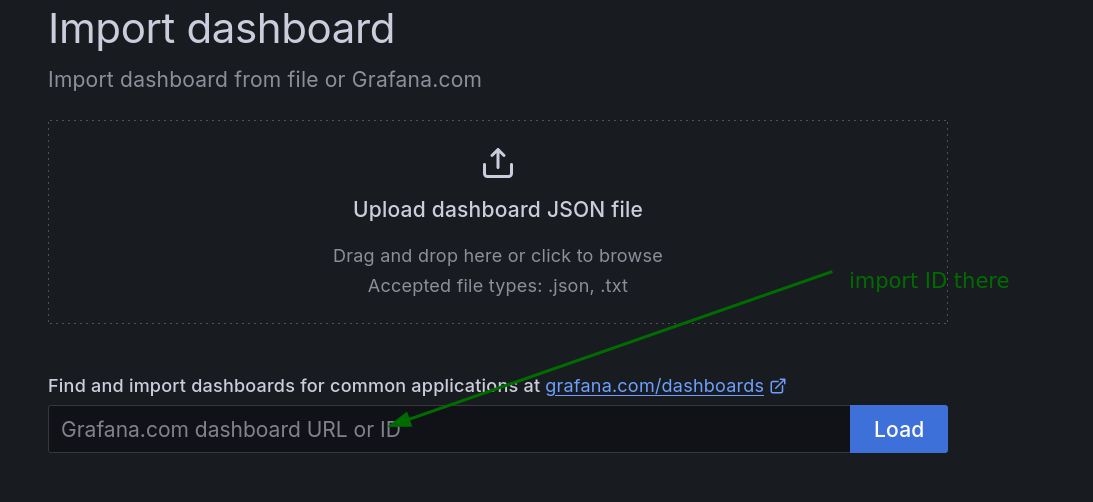 Import dashboard
Import dashboard from file or Grafana.com
Upload dashboard JSON file
Drag and drop here or click to browse
Accepted file types: .json, .txt
import ID there
Find and import dashboards for common applications at grafana.com/dashboards
Grafana.com dashboard URL or ID
Load